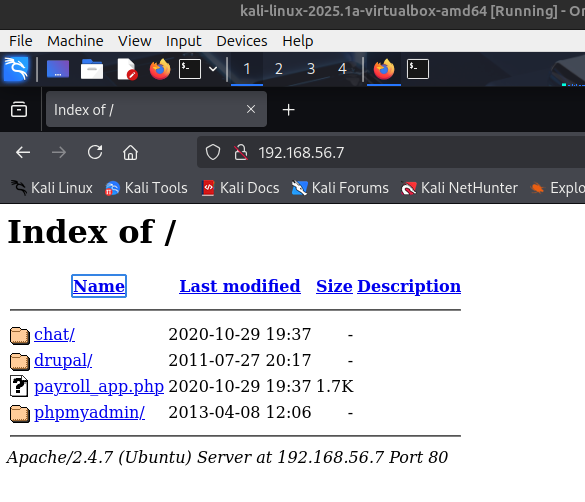 kali-linux-2025.1a-virtualbox-amd64 [Running] - Or
File Machine View Input Devices Help
1 2 3 4
Index of /
192.168.56.7
Kali Linux Kali Tools Kali Docs Kali Forums Kali NetHunter Explo
Index of /
Name Last modified Size Description
chat/ 2020-10-29 19:37 -
drupal/ 2011-07-27 20:17 -
payroll_app.php 2020-10-29 19:37 1.7K
phpmyadmin/ 2013-04-08 12:06 -
Apache/2.4.7 (Ubuntu) Server at 192.168.56.7 Port 80